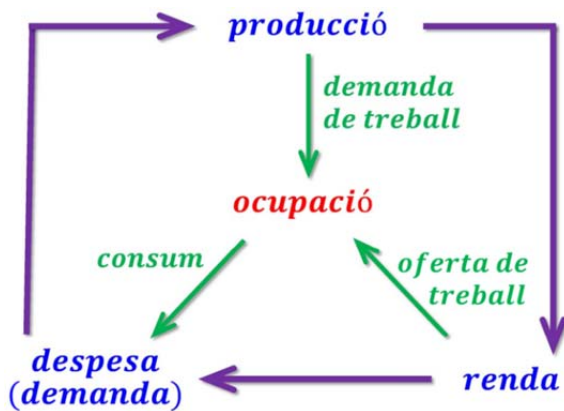 producció
demanda
de treball
ocupació
consum
oferta de
treball
despesa
(demanda)
renda